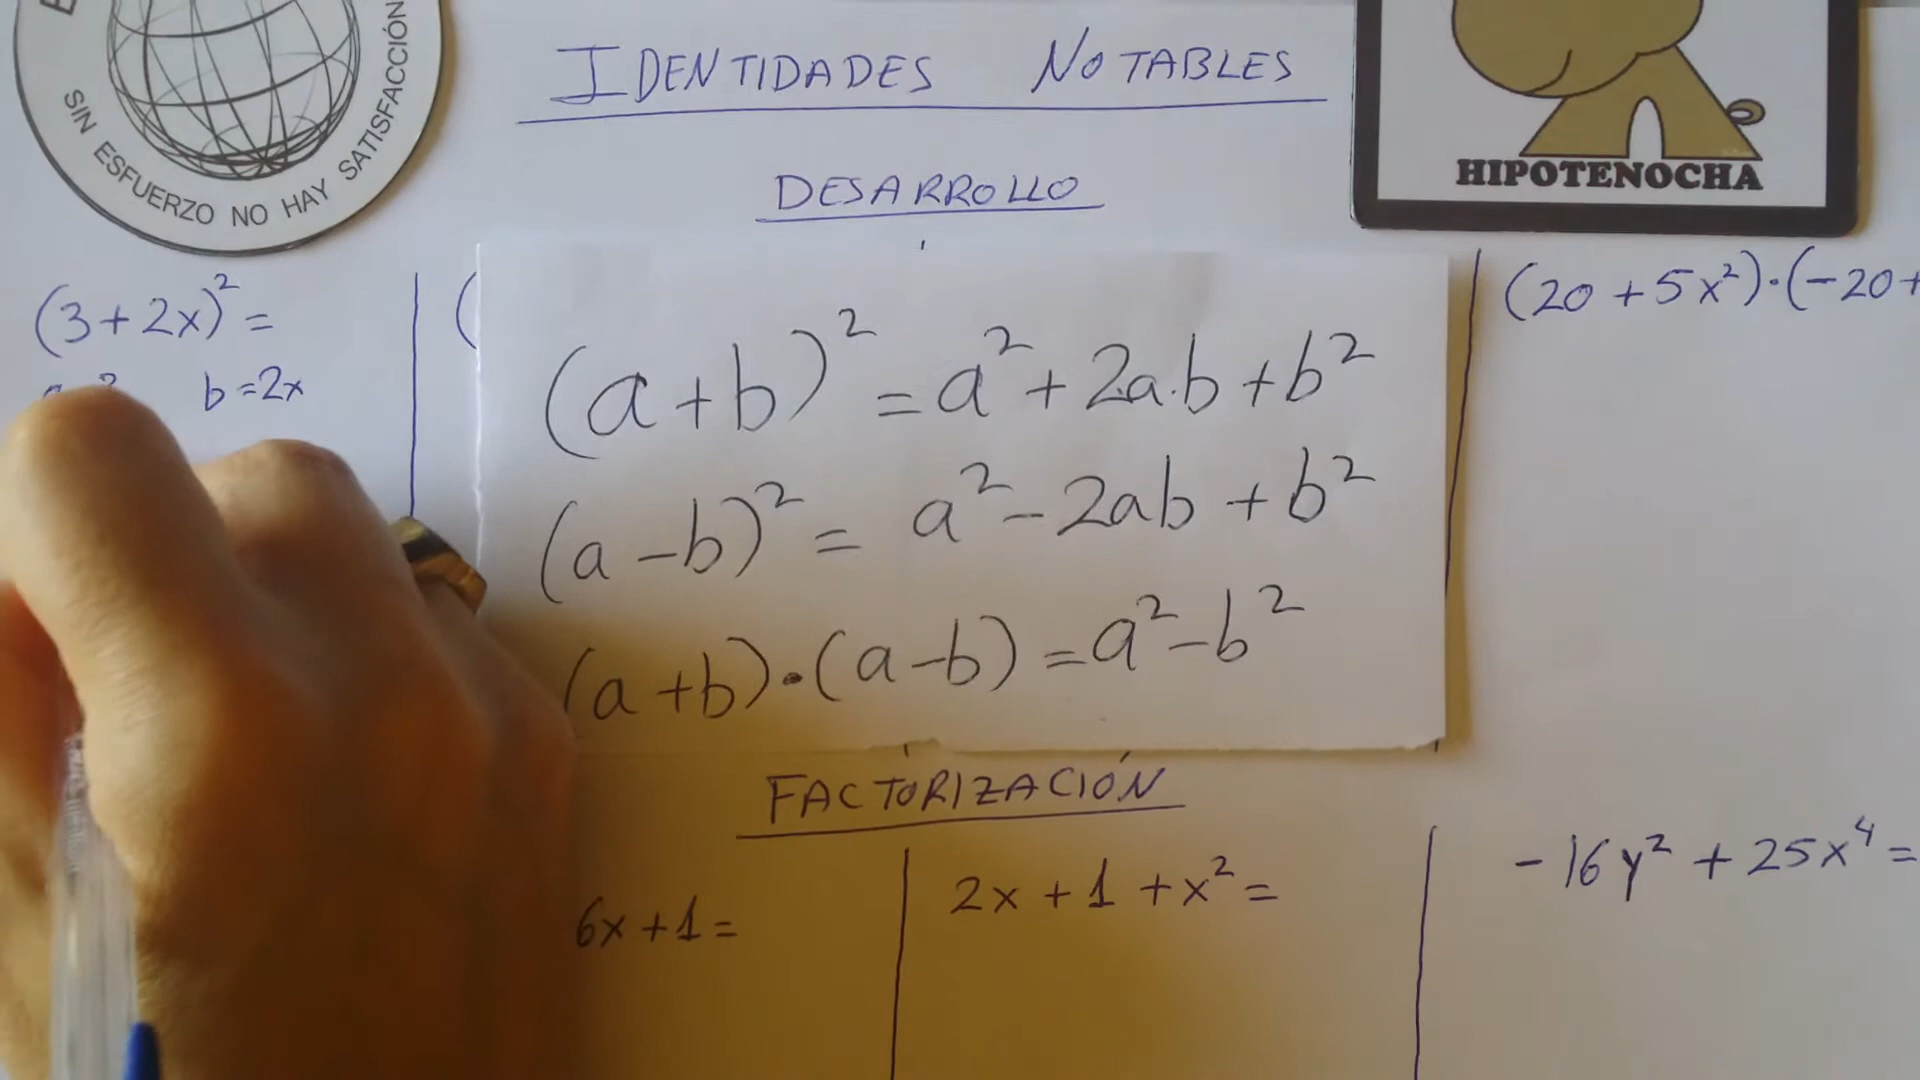 SIN ESFUERZO NO HAY SATISFACCIÓN
IDENTIDADES NOTABLES
HIPOTENOCHA
DESARROLLO
(3+2x)²=
b=2x
(
(a+b)²=a²+2a·b+b²
(a-b)²= a²-2ab+b²
(a+b)·(a-b)=a²-b²
(20+5x²)·(-20+
FACTORIZACIÓN
6x+1=
2x+1+x²=
-16y²+25x⁴=